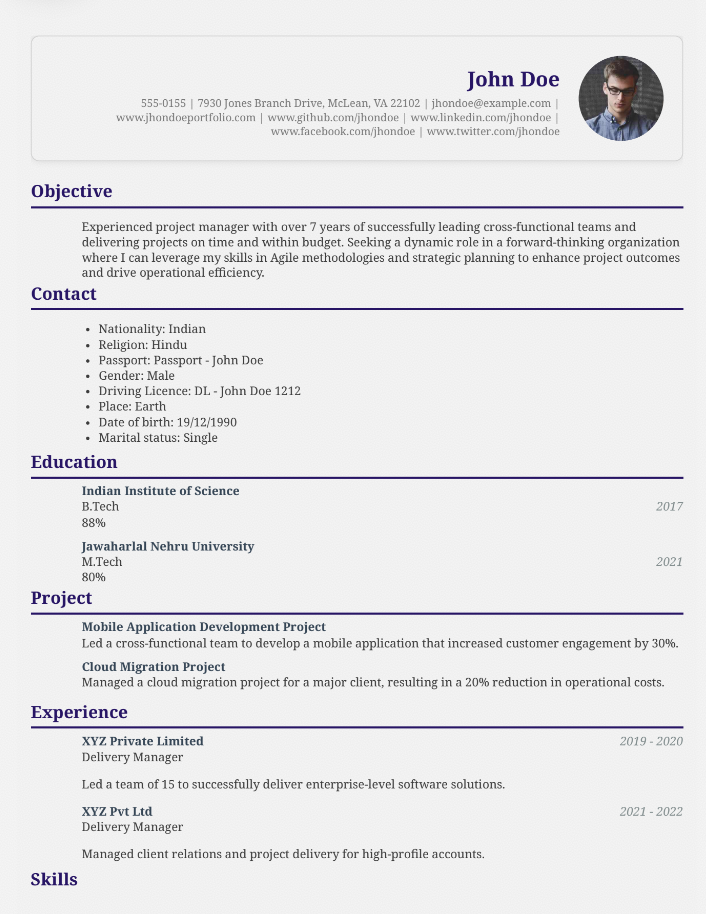 John Doe
555-0155 | 7930 Jones Branch Drive, McLean, VA 22102 | jhondoe@example.com |
www.jhondoeportfolio.com | www.github.com/jhondoe | www.linkedin.com/jhondoe |
www.facebook.com/jhondoe | www.twitter.com/jhondoe
Objective
Experienced project manager with over 7 years of successfully leading cross-functional teams and
delivering projects on time and within budget. Seeking a dynamic role in a forward-thinking organization
where I can leverage my skills in Agile methodologies and strategic planning to enhance project outcomes
and drive operational efficiency.
Contact
• Nationality: Indian
• Religion: Hindu
• Passport: Passport - John Doe
• Gender: Male
• Driving Licence: DL - John Doe 1212
• Place: Earth
• Date of birth: 19/12/1990
• Marital status: Single
Education
Indian Institute of Science
B.Tech 2017
88%
Jawaharlal Nehru University
M.Tech 2021
80%
Project
Mobile Application Development Project
Led a cross-functional team to develop a mobile application that increased customer engagement by 30%.
Cloud Migration Project
Managed a cloud migration project for a major client, resulting in a 20% reduction in operational costs.
Experience
XYZ Private Limited 2019 - 2020
Delivery Manager
Led a team of 15 to successfully deliver enterprise-level software solutions.
XYZ Pvt Ltd 2021 - 2022
Delivery Manager
Managed client relations and project delivery for high-profile accounts.
Skills